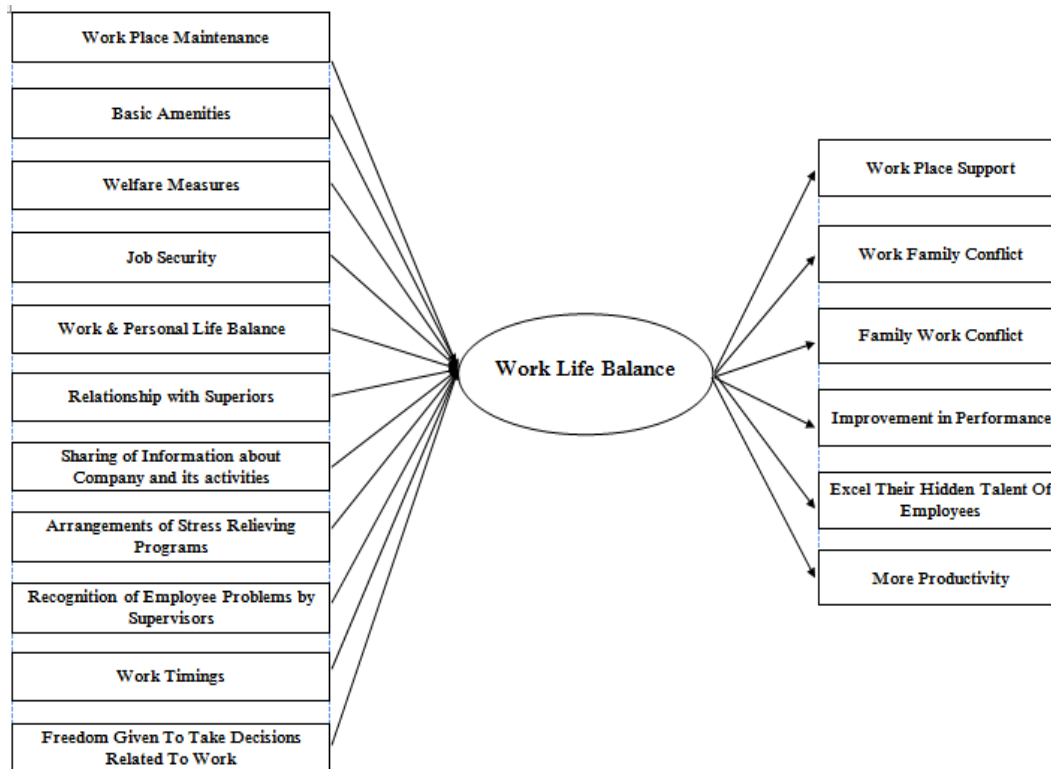 Work Place Maintenance
Basic Amenities
Welfare Measures
Job Security
Work & Personal Life Balance
Relationship with Superiors
Sharing of Information about
Company and its activities
Arrangements of Stress Relieving
Programs
Recognition of Employee Problems by
Supervisors
Work Timings
Freedom Given To Take Decisions
Related To Work
Work Life Balance
Work Place Support
Work Family Conflict
Family Work Conflict
Improvement in Performance
Excel Their Hidden Talent Of
Employees
More Productivity